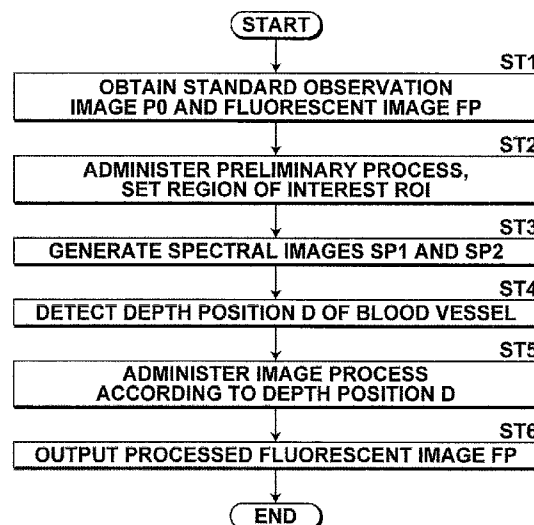 START
ST1
OBTAIN STANDARD OBSERVATION
IMAGE P0 AND FLUORESCENT IMAGE FP
ST2
ADMINISTER PRELIMINARY PROCESS,
SET REGION OF INTEREST ROI
ST3
GENERATE SPECTRAL IMAGES SP1 AND SP2
ST4
DETECT DEPTH POSITION D OF BLOOD VESSEL
ST5
ADMINISTER IMAGE PROCESS
ACCORDING TO DEPTH POSITION D
ST6
OUTPUT PROCESSED FLUORESCENT IMAGE FP
END